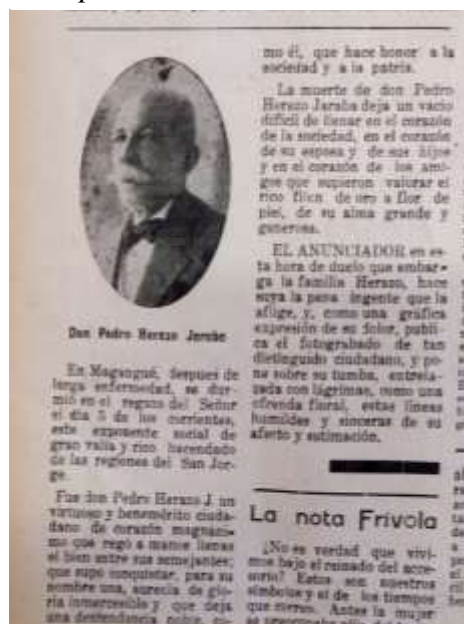 Don Pedro Herazo Jaraba
En Magangué, después de
larga enfermedad, se dur-
mió en el regazo del Señor
el día 5 de los corrientes,
este exponente social de
gran valía y rico hacendado
de las regiones del San Jor-
ge.
Fue don Pedro Herazo J. un
virtuoso y benemérito ciuda-
dano de corazón magnáni-
mo que regó a manos llenas
el bien entre sus semejantes;
que supo conquistar, para su
nombre una, aureola de glo-
ria inmarcesible y que deja
una descendencia noble,
mo él, que hace honor a la
sociedad y a la patria.
La muerte de don Pedro
Herazo Jaraba deja un vacío
difícil de llenar en el corazón
de la sociedad, en el corazón
de su esposa y de sus hijos
y en el corazón de los ami-
gos que supieron valorar el
rico filón de oro a flor de
piel, de su alma grande y
generosa.
EL ANUNCIADOR en es-
ta hora de duelo que embar-
ga la familia Herazo, hace
suya la pena ingente que la
aflige, y, como una gráfica
expresión de su dolor, publi-
ca el fotograbado de tan
distinguido ciudadano, y po-
ne sobre su tumba, entrela-
zada con lágrimas, como una
ofrenda floral, estas líneas
humildes y sinceras de su
afecto y estimación.
La nota Frívola
¿No es verdad que vivi-
mos bajo el reinado del acce-
sorio? Estos son nuestros
símbolos y el de los tiempos
que corren. Antes la mujer